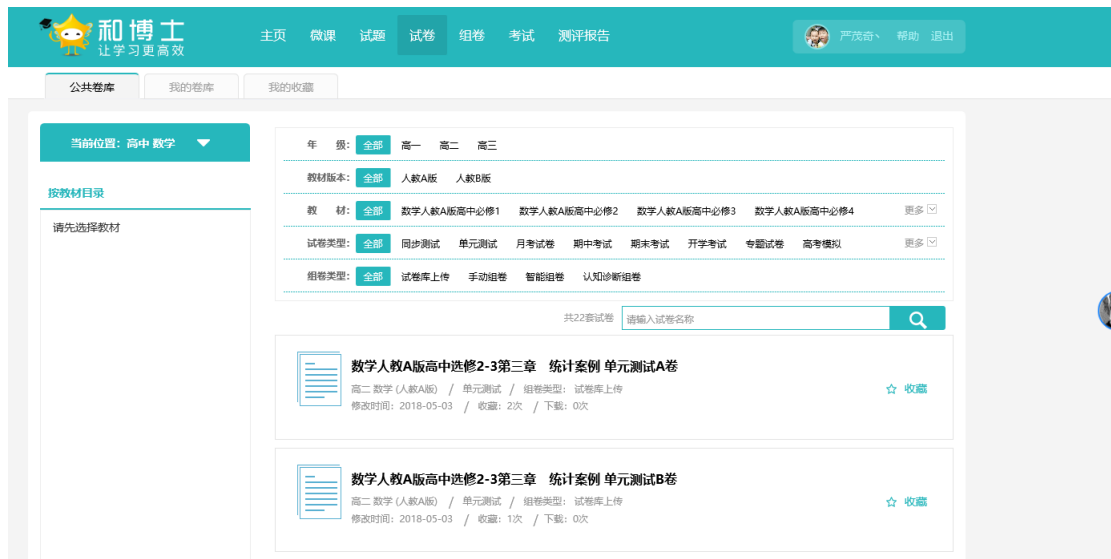 和博士
让学习更高效
主页 微课 试题 试卷 组卷 考试 测评报告
严茂奇丶 帮助 退出
公共卷库 我的卷库 我的收藏
当前位置：高中 数学
按教材目录
请先选择教材
年 级： 全部 高一 高二 高三
教材版本： 全部 人教A版 人教B版
教 材： 全部 数学人教A版高中必修1 数学人教A版高中必修2 数学人教A版高中必修3 数学人教A版高中必修4 更多
试卷类型： 全部 同步测试 单元测试 月考试卷 期中考试 期末考试 开学考试 专题试卷 高考模拟 更多
组卷类型： 全部 试卷库上传 手动组卷 智能组卷 认知诊断组卷
共22套试卷 请输入试卷名称
数学人教A版高中选修2-3第三章 统计案例 单元测试A卷
高二 数学 (人教A版) / 单元测试 / 组卷类型： 试卷库上传
收藏
修改时间：2018-05-03 / 收藏：2次 / 下载：0次
数学人教A版高中选修2-3第三章 统计案例 单元测试B卷
高二 数学 (人教A版) / 单元测试 / 组卷类型： 试卷库上传
收藏
修改时间：2018-05-03 / 收藏：1次 / 下载：0次